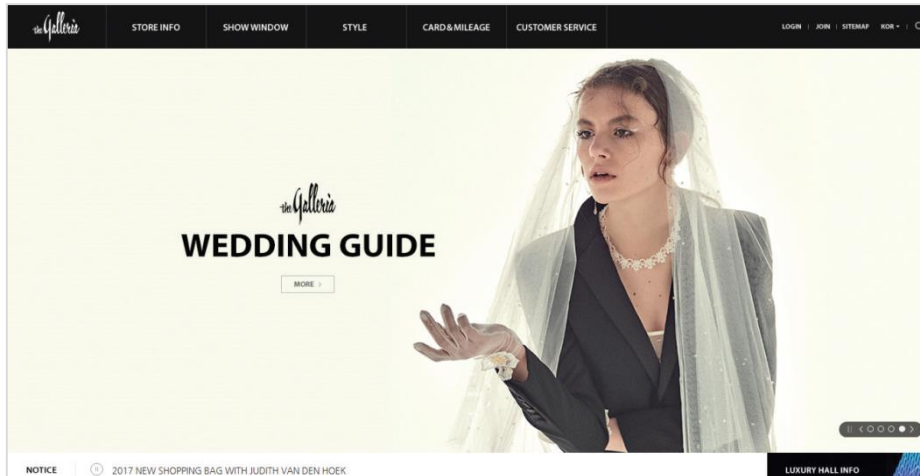 the Galleria
STORE INFO
SHOW WINDOW
STYLE
CARD & MILEAGE
CUSTOMER SERVICE
LOGIN | JOIN | SITEMAP KOR
the Galleria
WEDDING GUIDE
MORE >
NOTICE
2017 NEW SHOPPING BAG WITH JUDITH VAN DEN HOEK
LUXURY HALL INFO